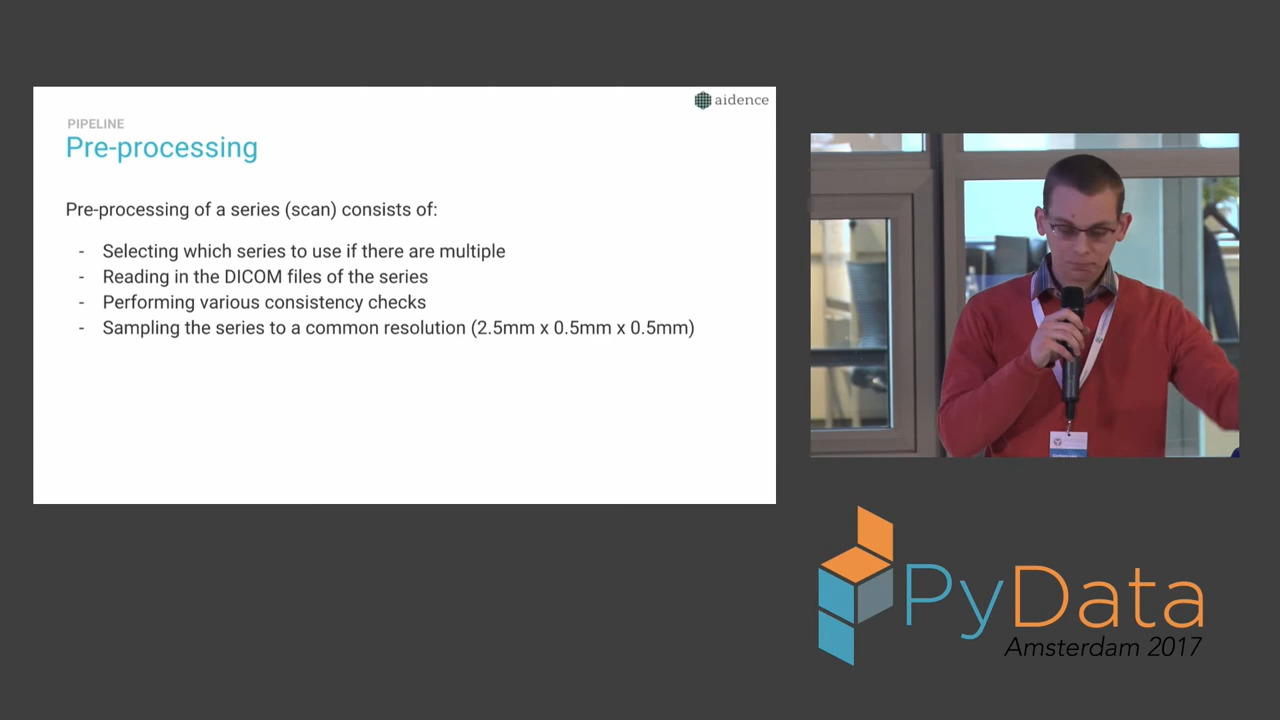 aidence
PIPELINE
Pre-processing
Pre-processing of a series (scan) consists of:
- Selecting which series to use if there are multiple
- Reading in the DICOM files of the series
- Performing various consistency checks
- Sampling the series to a common resolution (2.5mm x 0.5mm x 0.5mm)
PyData
Amsterdam 2017